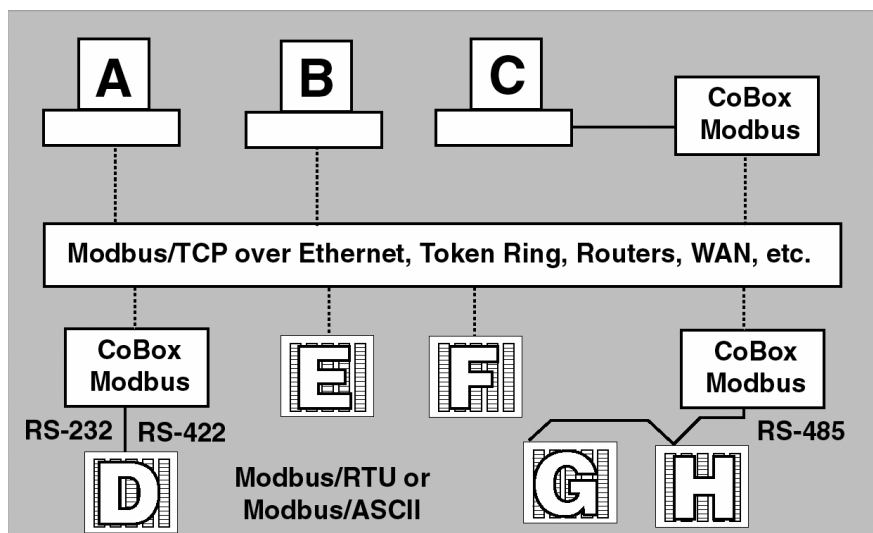 A
B
C
CoBox
Modbus
Modbus/TCP over Ethernet, Token Ring, Routers, WAN, etc.
CoBox
Modbus
E
F
CoBox
Modbus
RS-232
RS-422
RS-485
D
Modbus/RTU or
Modbus/ASCII
G
H